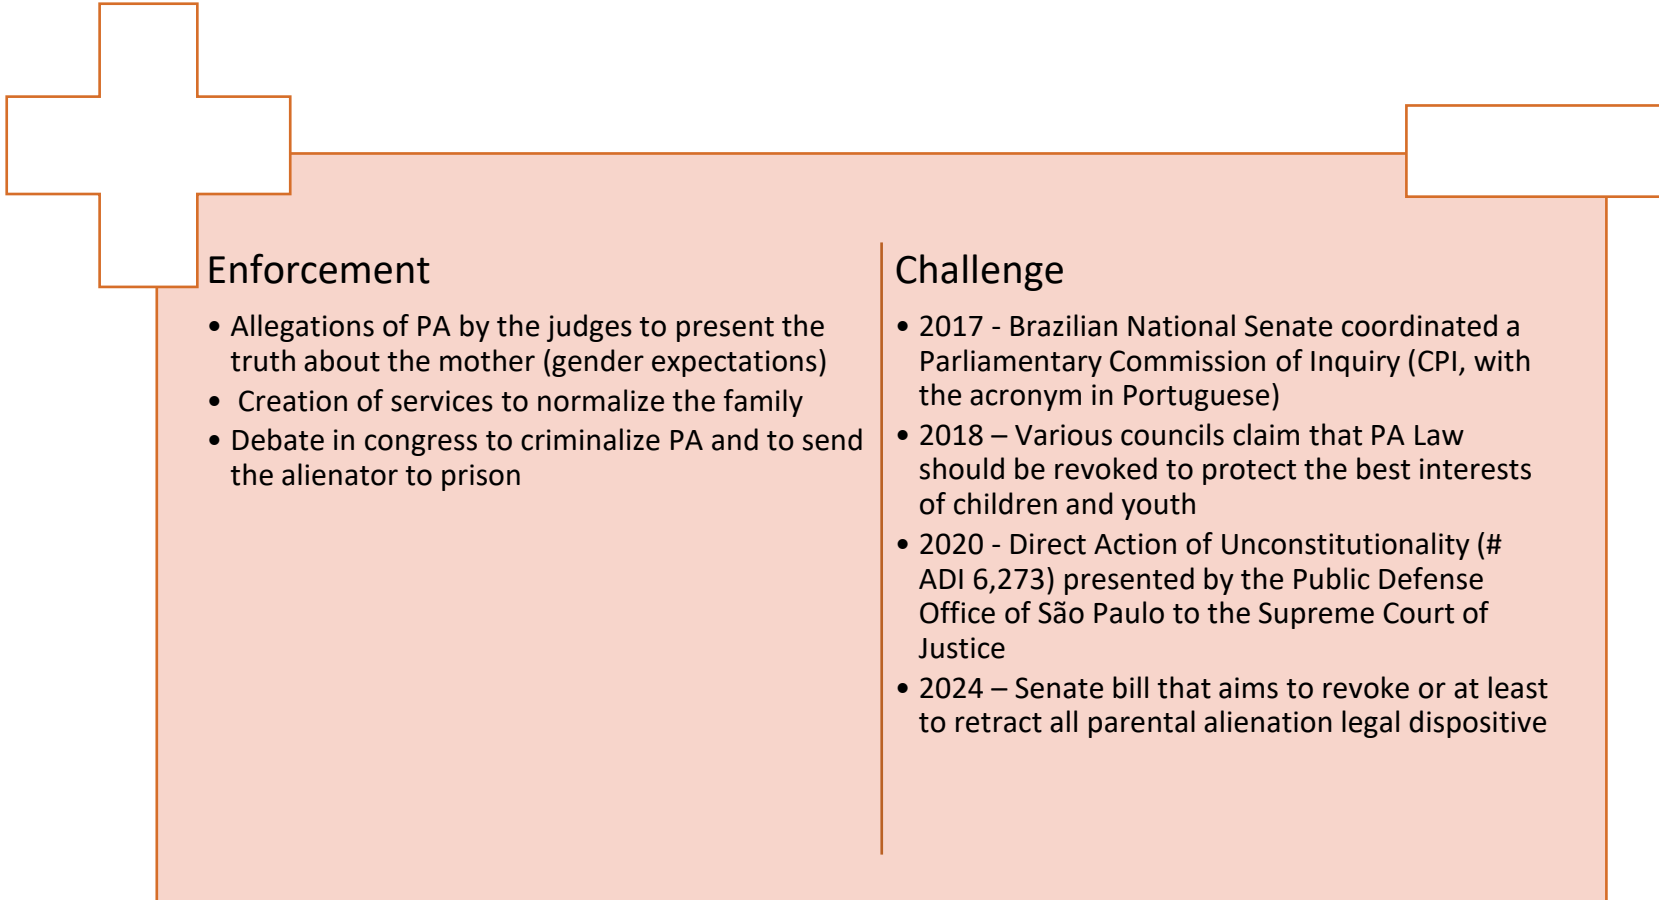 Enforcement
• Allegations of PA by the judges to present the
truth about the mother (gender expectations)
• Creation of services to normalize the family
• Debate in congress to criminalize PA and to send
the alienator to prison
Challenge
• 2017 - Brazilian National Senate coordinated a
Parliamentary Commission of Inquiry (CPI, with
the acronym in Portuguese)
• 2018 – Various councils claim that PA Law
should be revoked to protect the best interests
of children and youth
• 2020 - Direct Action of Unconstitutionality (#
ADI 6,273) presented by the Public Defense
Office of São Paulo to the Supreme Court of
Justice
• 2024 – Senate bill that aims to revoke or at least
to retract all parental alienation legal dispositive